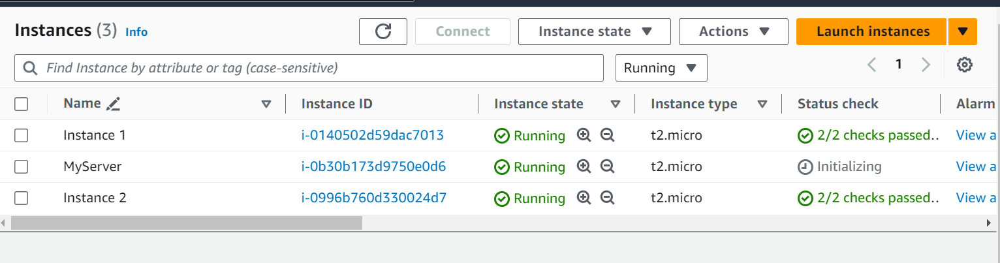 Instances (3) Info Connect Instance state Actions Launch instances
Find Instance by attribute or tag (case-sensitive) Running 1
Name Instance ID Instance state Instance type Status check Alarm
Instance 1 i-0140502d59dac7013 Running t2.micro 2/2 checks passed.. View a
MyServer i-0b30b173d9750e0d6 Running t2.micro Initializing View a
Instance 2 i-0996b760d330024d7 Running t2.micro 2/2 checks passed.. View a